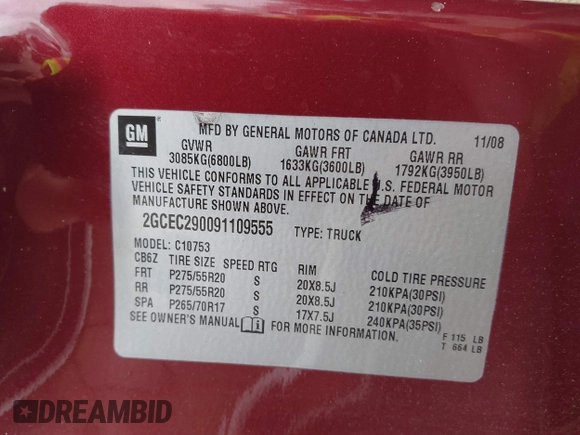 GM
MFD BY GENERAL MOTORS OF CANADA LTD. 11/08
GVWR GAWR FRT GAWR RR
3085KG(6800LB) 1633KG(3600LB) 1792KG(3950LB)
THIS VEHICLE CONFORMS TO ALL APPLICABLE U.S. FEDERAL MOTOR
VEHICLE SAFETY STANDARDS IN EFFECT ON THE DATE OF
MANUFACTURE SHOWN ABOVE.
2GCEC290091109555 TYPE: TRUCK
MODEL: C10753
CB6Z TIRE SIZE SPEED RTG RIM COLD TIRE PRESSURE
FRT P275/55R20 S 20X8.5J 210KPA(30PSI)
RR P275/55R20 S 20X8.5J 210KPA(30PSI)
SPA P265/70R17 S 17X7.5J 240KPA(35PSI)
SEE OWNER'S MANUAL FOR MORE INFORMATION.
F 115 LB
T 664 LB
DREAMBID